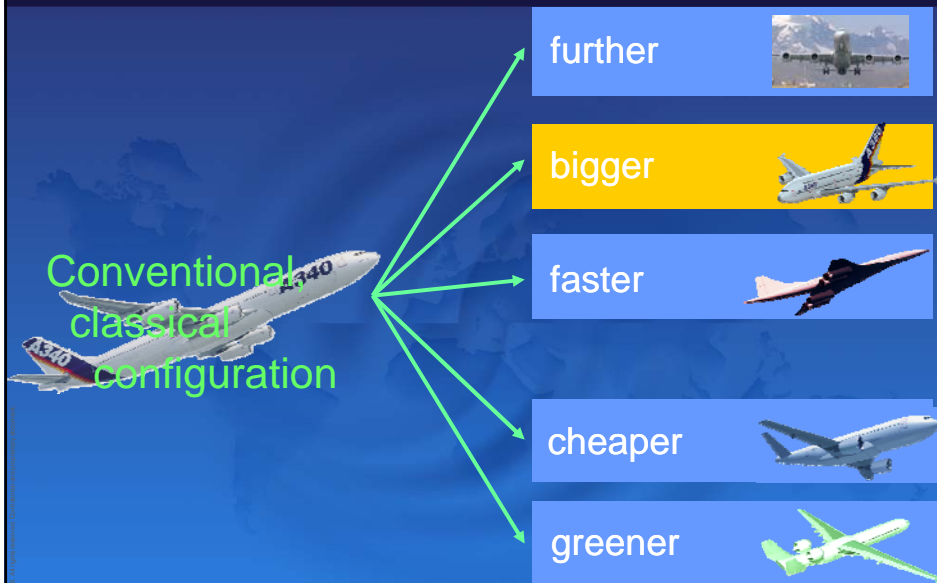 further
bigger
faster
Conventional,
classical
configuration
A340
A340
cheaper
greener